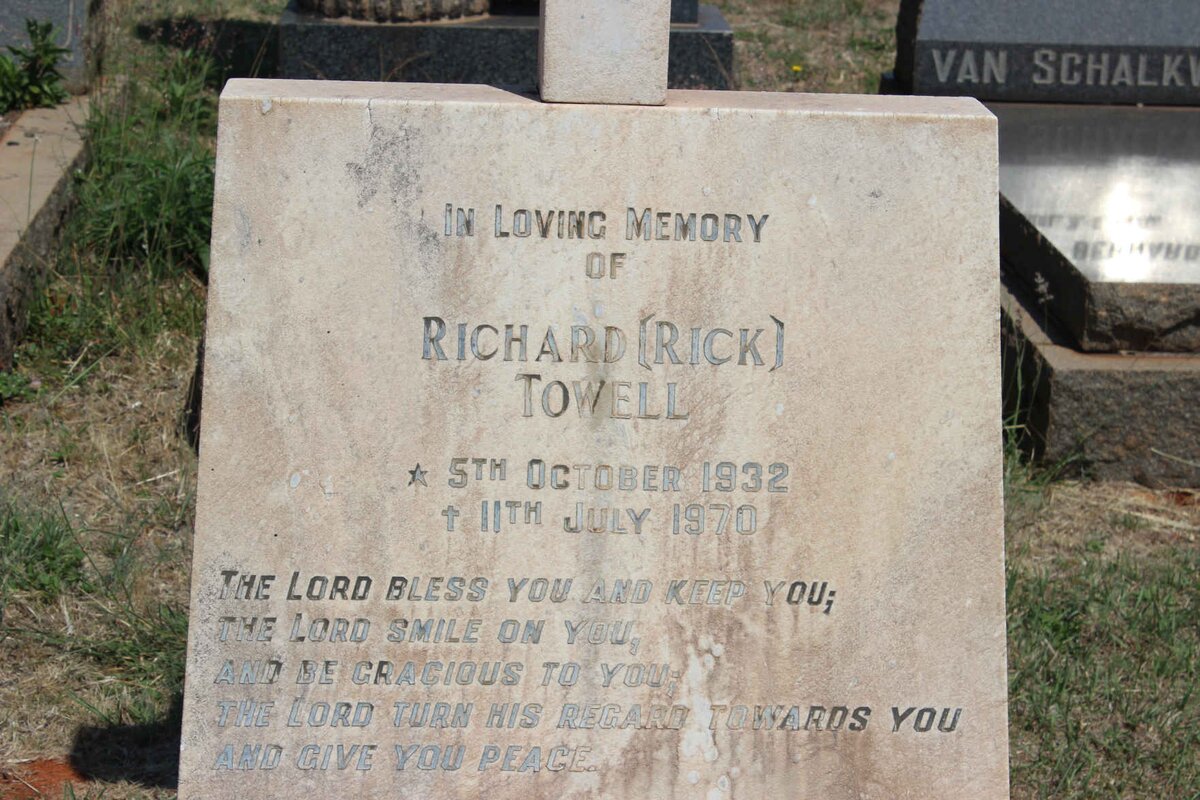 VAN SCHALKW
BERNARD
IN LOVING MEMORY
OF
RICHARD (RICK)
TOWELL
★ 5TH OCTOBER 1932
✝ 11TH JULY 1970
THE LORD BLESS YOU AND KEEP YOU;
THE LORD SMILE ON YOU,
AND BE GRACIOUS TO YOU;
THE LORD TURN HIS REGARD TOWARDS YOU
AND GIVE YOU PEACE.